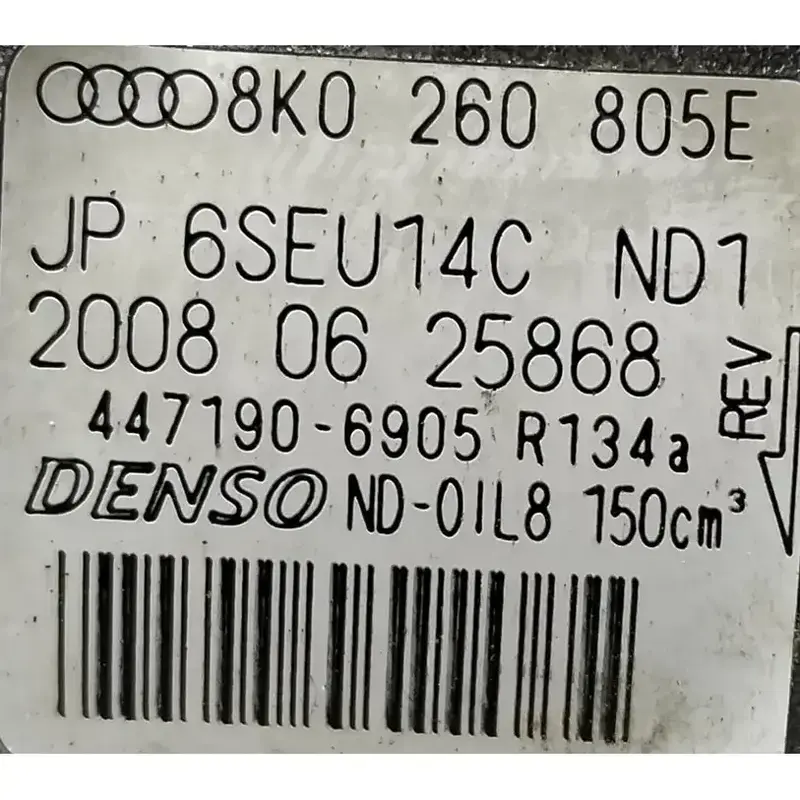 8K0 260 805E
JP 6SEU14C ND1
2008 06 25868
REV
447190-6905 R134a
DENSO ND-OIL8 150cm³